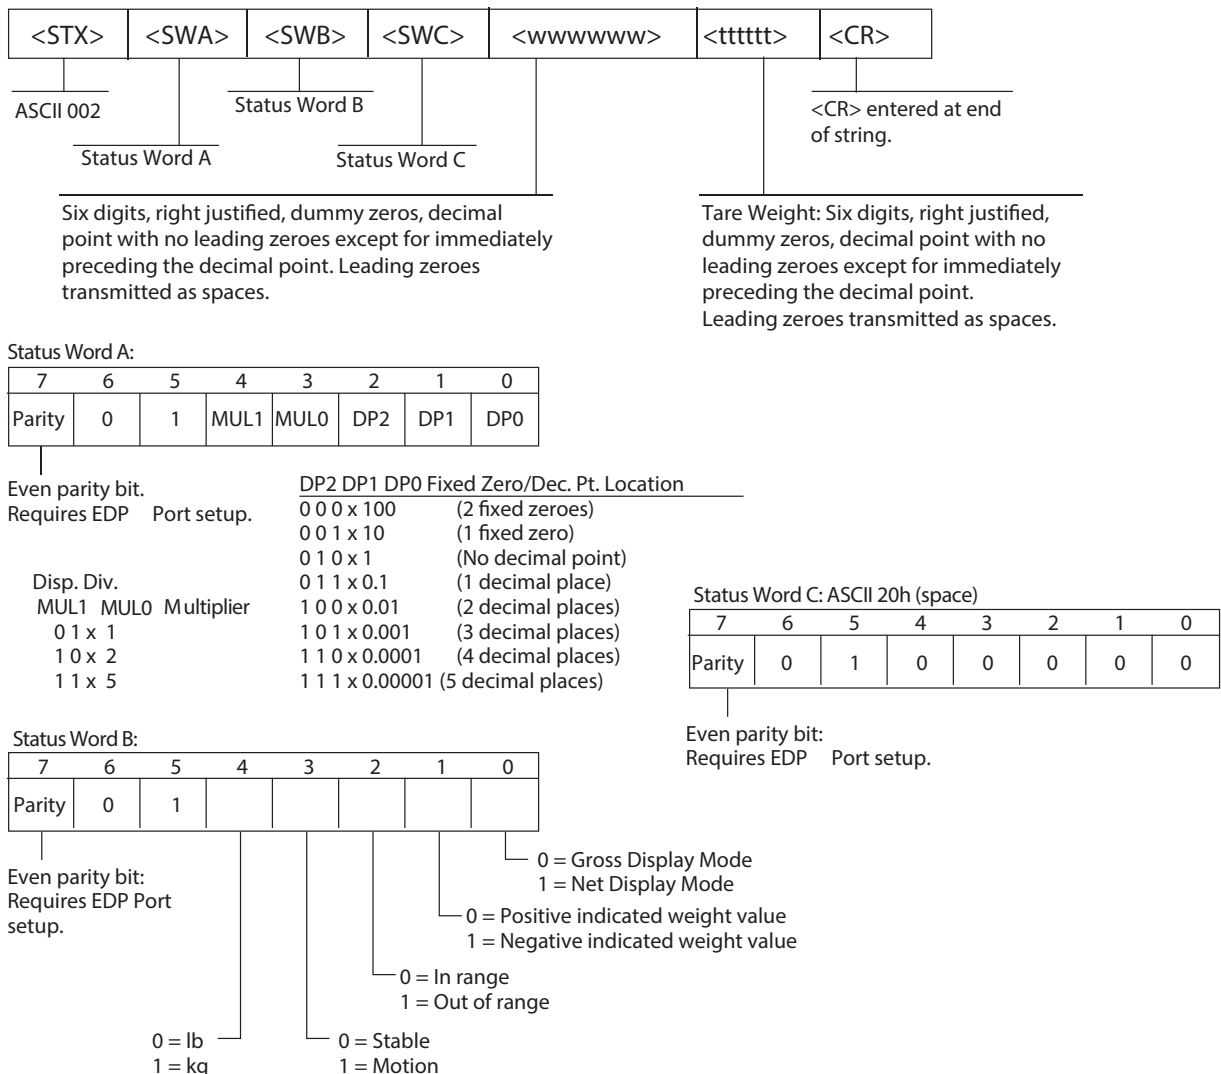 <STX> <SWA> <SWB> <SWC> <wwwwww> <tttttt> <CR>
ASCII 002
Status Word B
<CR> entered at end
of string.
Status Word A
Status Word C
Six digits, right justified, dummy zeros, decimal
point with no leading zeroes except for immediately
preceding the decimal point. Leading zeroes
transmitted as spaces.
Tare Weight: Six digits, right justified,
dummy zeros, decimal point with no
leading zeroes except for immediately
preceding the decimal point.
Leading zeroes transmitted as spaces.
Status Word A:
7 6 5 4 3 2 1 0
Parity 0 1 MUL1 MUL0 DP2 DP1 DP0
Even parity bit.
Requires EDP Port setup.
Disp. Div.
MUL1 MUL0 Multiplier
0 1 x 1
1 0 x 2
1 1 x 5
DP2 DP1 DP0 Fixed Zero/Dec. Pt. Location
0 0 0 x 100 (2 fixed zeroes)
0 0 1 x 10 (1 fixed zero)
0 1 0 x 1 (No decimal point)
0 1 1 x 0.1 (1 decimal place)
1 0 0 x 0.01 (2 decimal places)
1 0 1 x 0.001 (3 decimal places)
1 1 0 x 0.0001 (4 decimal places)
1 1 1 x 0.00001 (5 decimal places)
Status Word C: ASCII 20h (space)
7 6 5 4 3 2 1 0
Parity 0 1 0 0 0 0 0
Even parity bit:
Requires EDP Port setup.
Status Word B:
7 6 5 4 3 2 1 0
Parity 0 1
Even parity bit:
Requires EDP Port
setup.
0 = Gross Display Mode
1 = Net Display Mode
0 = Positive indicated weight value
1 = Negative indicated weight value
0 = In range
1 = Out of range
0 = Stable
1 = Motion
0 = lb
1 = kg